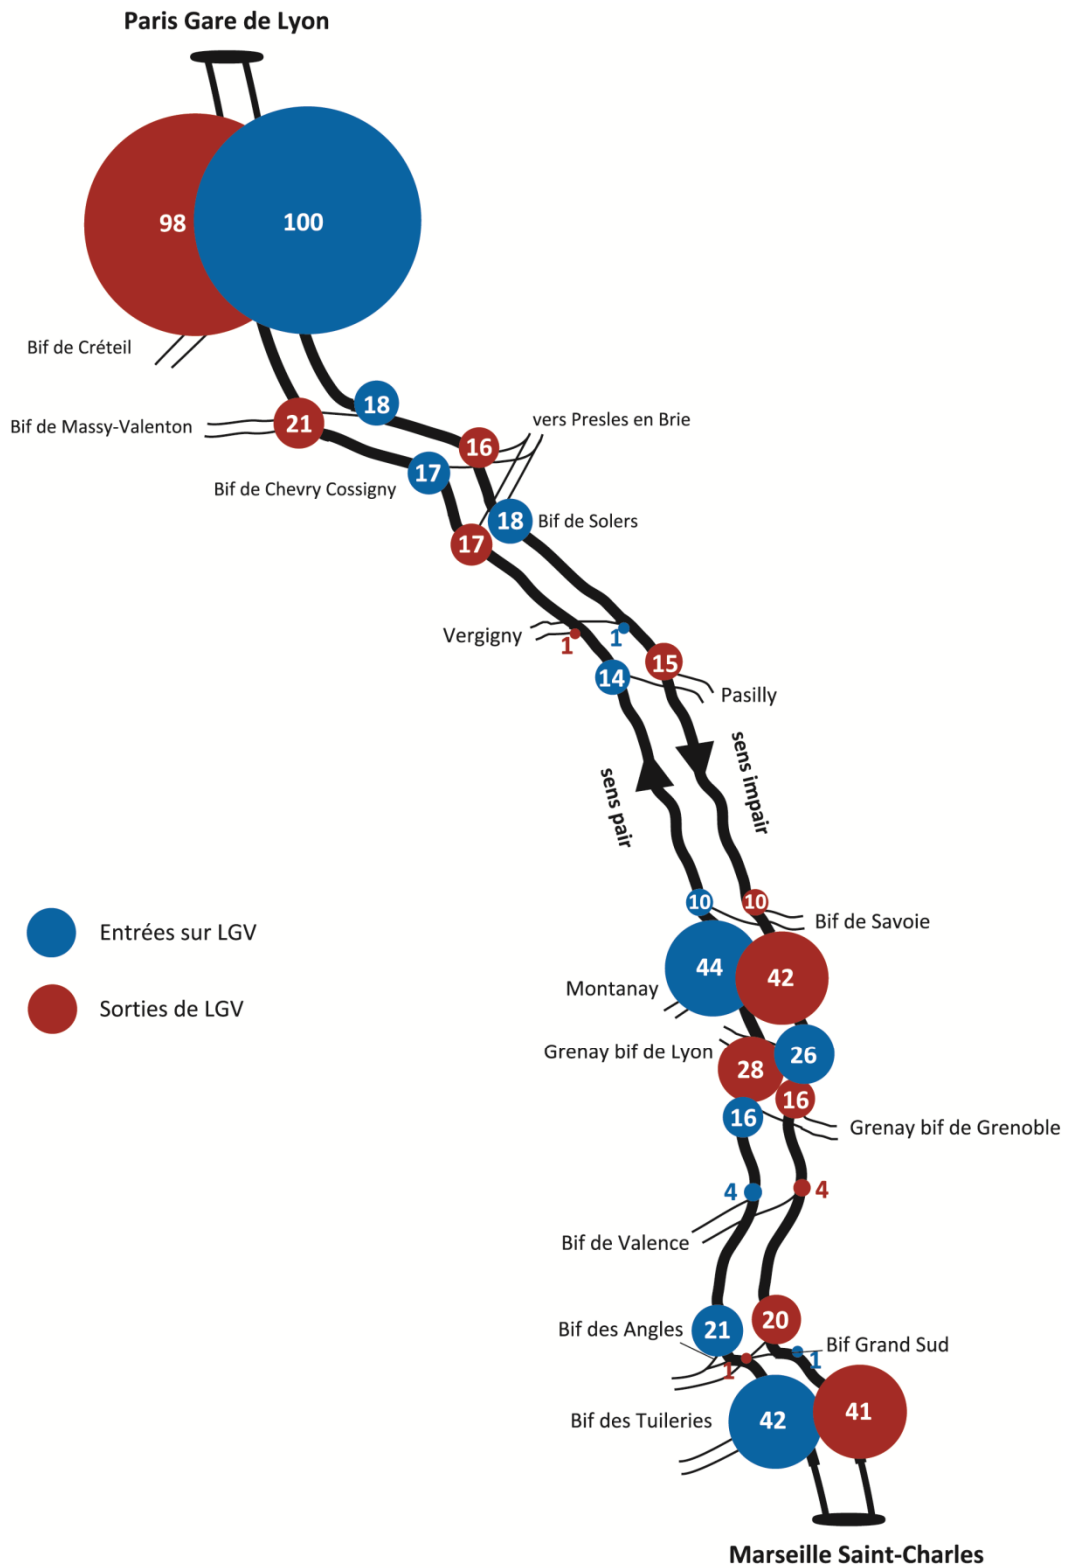 Paris Gare de Lyon
98
100
Bif de Créteil
18
Bif de Massy-Valenton
21
vers Presles en Brie
16
17
Bif de Chevry Cossigny
18
Bif de Solers
17
Vergigny
1
1
15
14
Pasilly
sens pair
sens impair
10
10
Bif de Savoie
Entrées sur LGV
44
42
Montanay
Sorties de LGV
Grenay bif de Lyon
26
28
16
16
Grenay bif de Grenoble
4
4
Bif de Valence
Bif des Angles
21
20
Bif Grand Sud
1
1
Bif des Tuileries
42
41
Marseille Saint-Charles